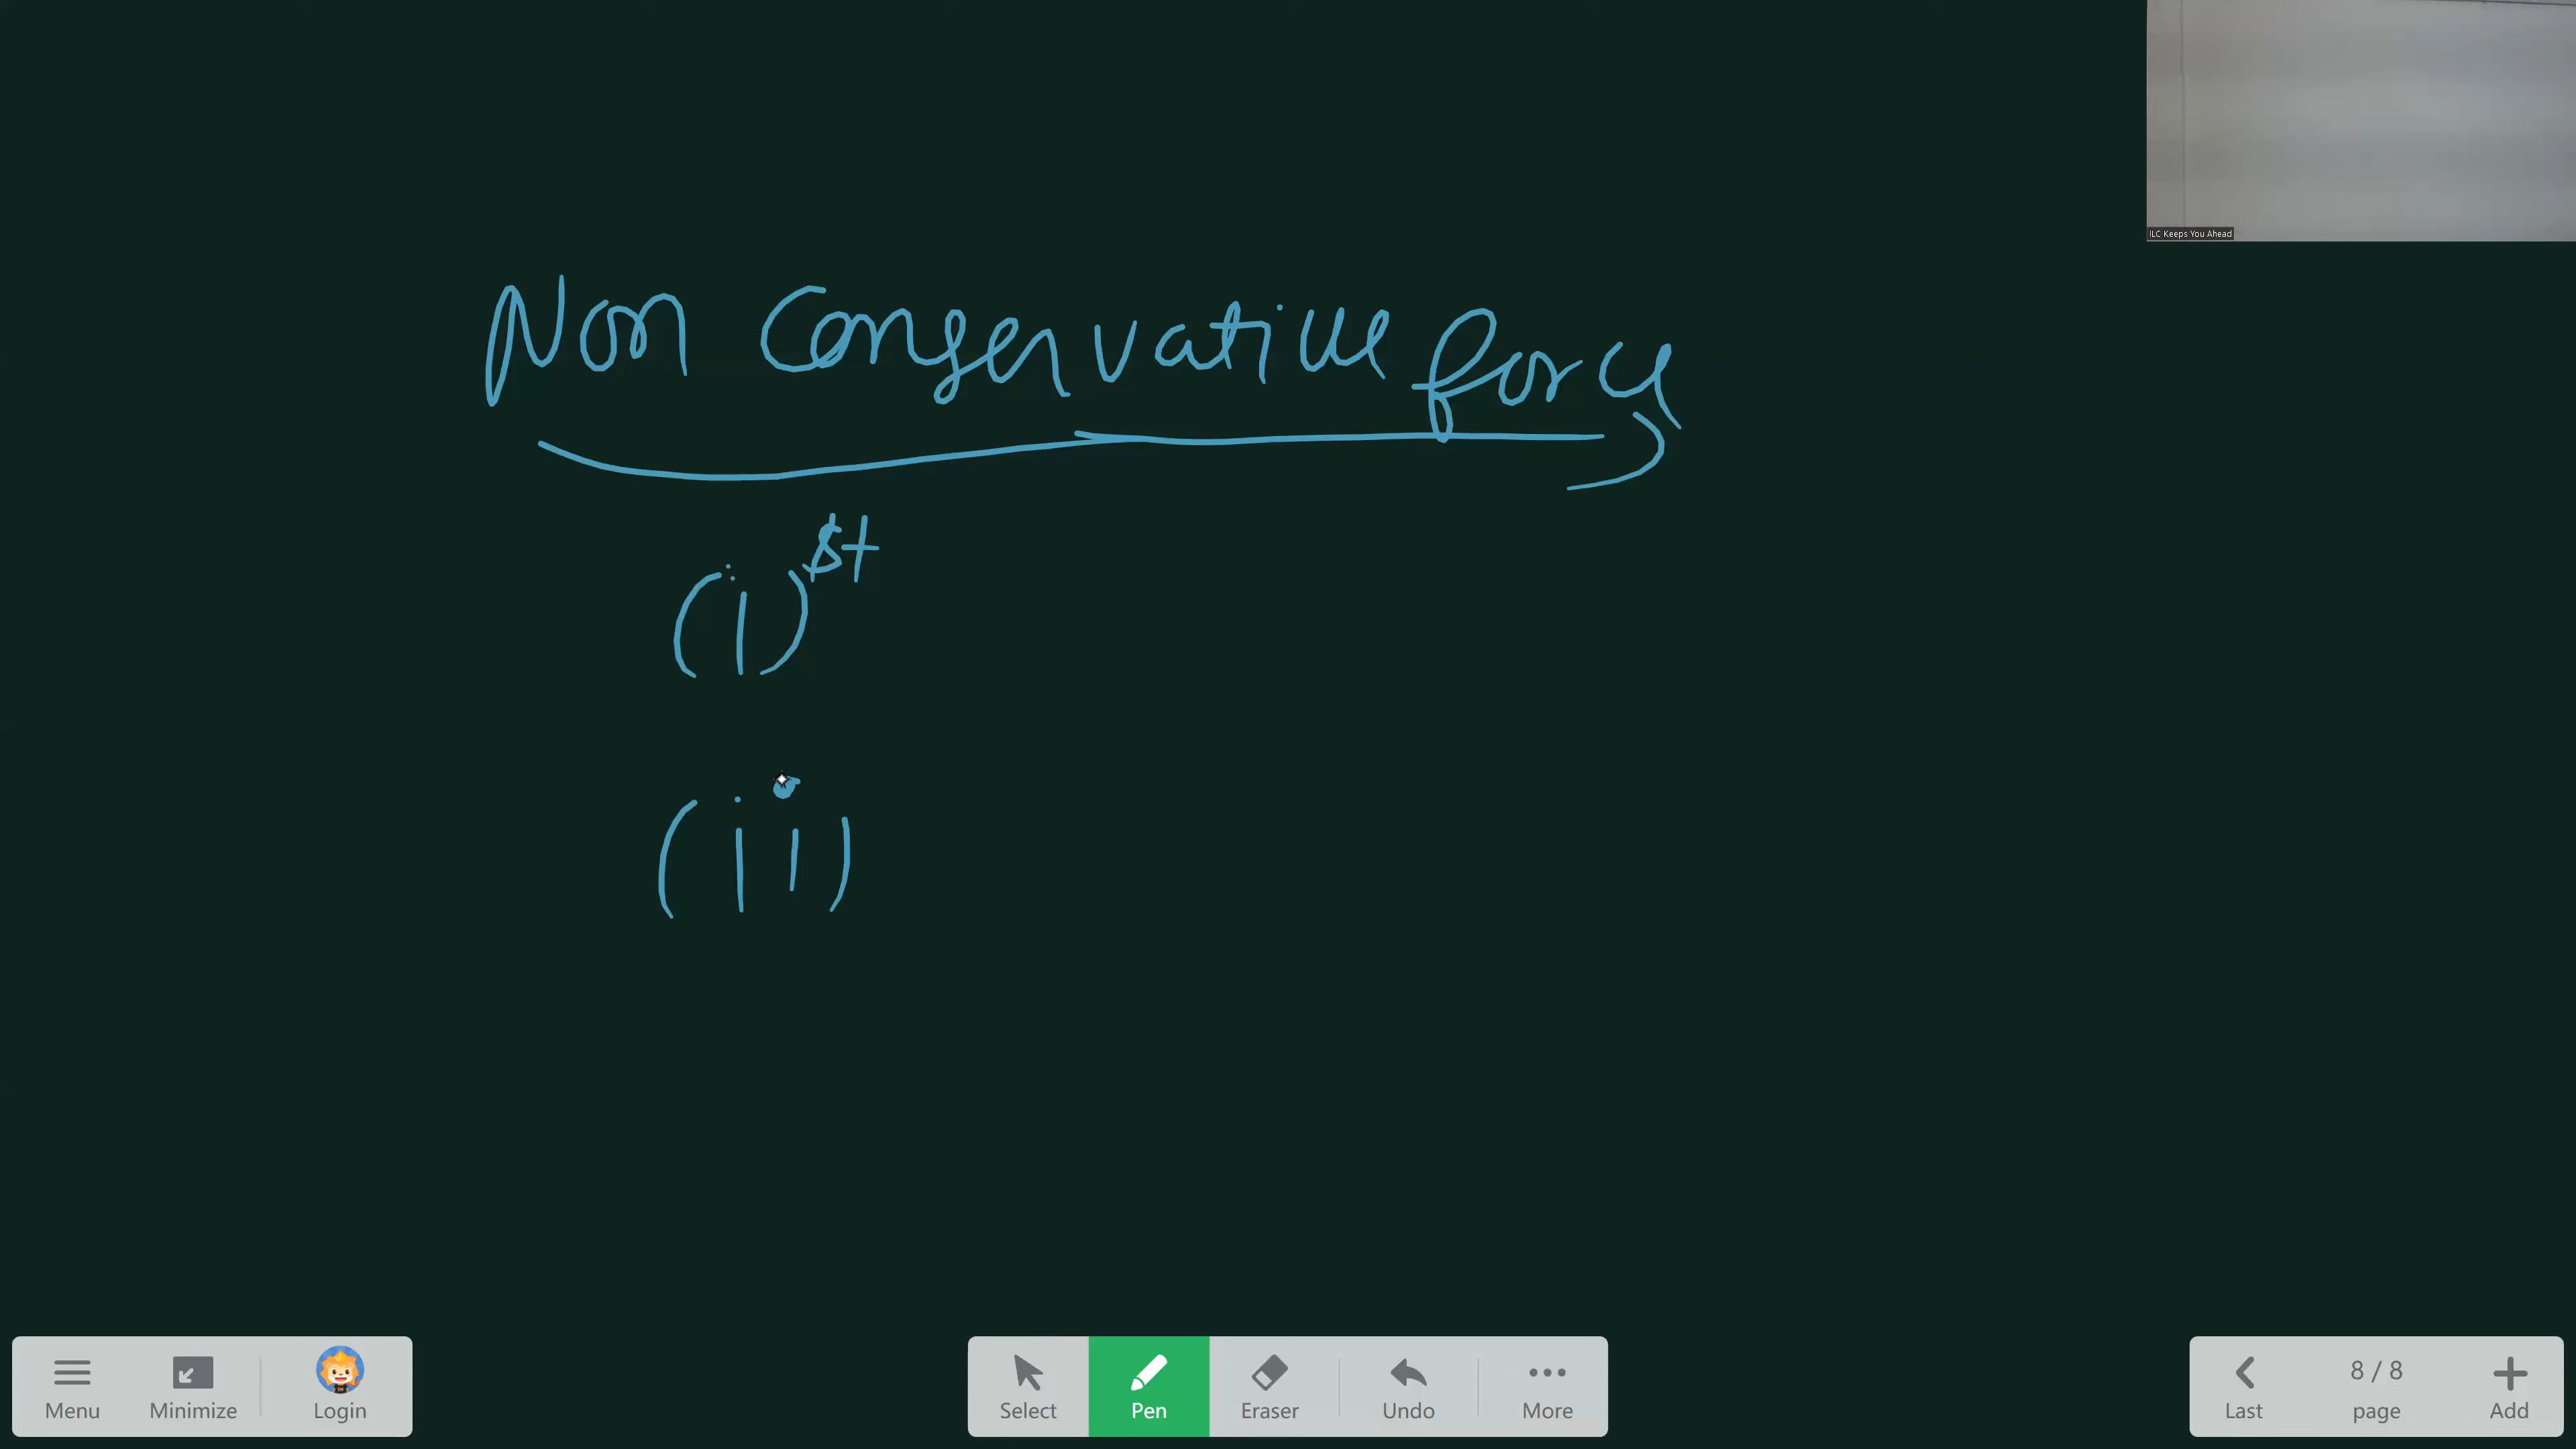 ILC Keeps You Ahead
Non Conservative force
(i)st
(ii)
Menu Minimize Login Select Pen Eraser Undo More Last 8 / 8 page Add